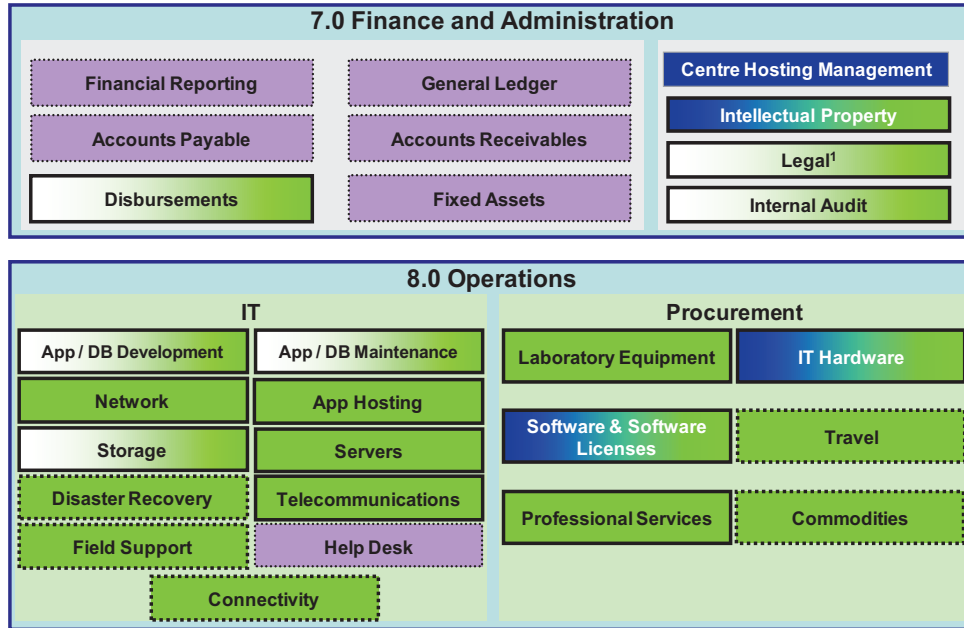 7.0 Finance and Administration
Financial Reporting
General Ledger
Centre Hosting Management
Intellectual Property
Accounts Payable
Accounts Receivables
Legal¹
Disbursements
Fixed Assets
Internal Audit
8.0 Operations
IT
App / DB Development
App / DB Maintenance
Network
App Hosting
Storage
Servers
Disaster Recovery
Telecommunications
Field Support
Help Desk
Connectivity
Procurement
Laboratory Equipment
IT Hardware
Software & Software
Licenses
Travel
Professional Services
Commodities